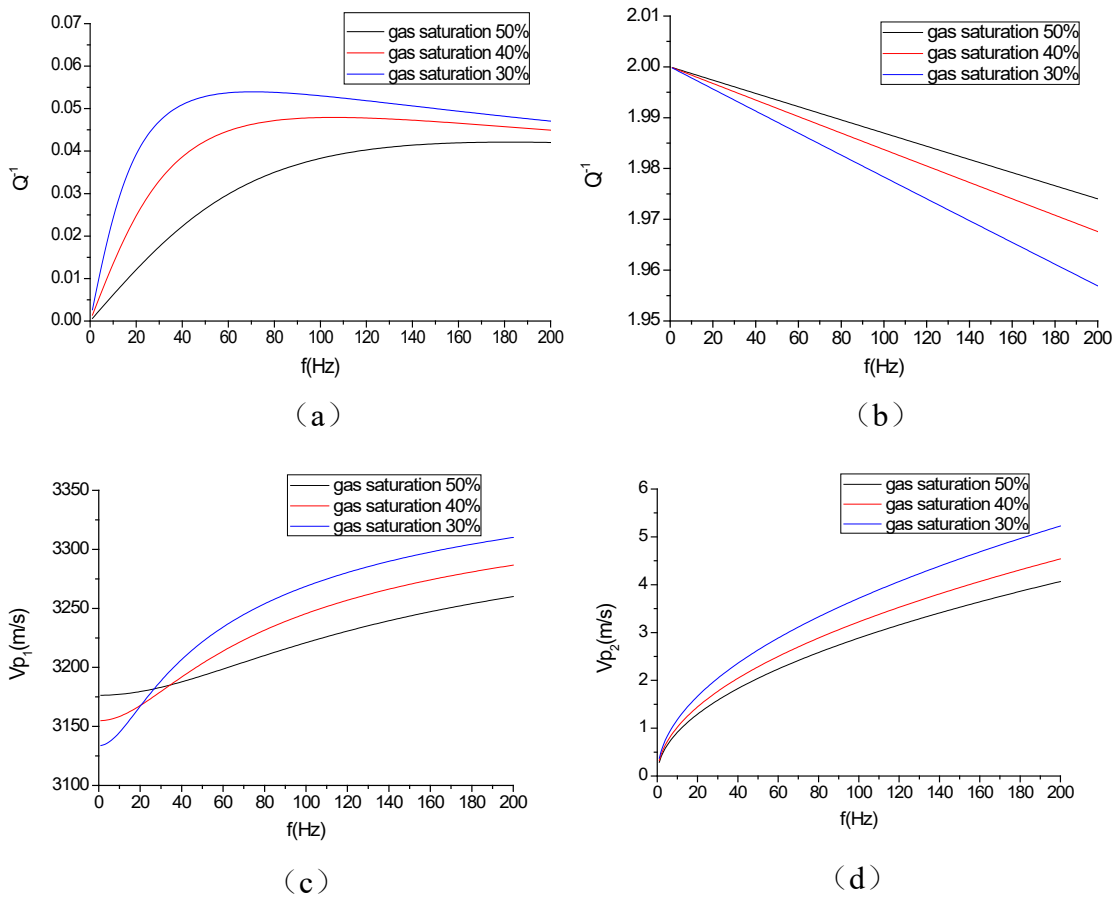 gas saturation 50%
gas saturation 40%
gas saturation 30%
0.07
0.06
0.05
0.04
0.03
0.02
0.01
0.00
Q⁻¹
0 20 40 60 80 100 120 140 160 180 200
f(Hz)
（a）
gas saturation 50%
gas saturation 40%
gas saturation 30%
2.01
2.00
1.99
1.98
1.97
1.96
1.95
Q⁻¹
0 20 40 60 80 100 120 140 160 180 200
f(Hz)
（b）
gas saturation 50%
gas saturation 40%
gas saturation 30%
3350
3300
3250
3200
3150
3100
Vp₁(m/s)
0 20 40 60 80 100 120 140 160 180 200
f(Hz)
（c）
gas saturation 50%
gas saturation 40%
gas saturation 30%
6
5
4
3
2
1
0
Vp₂(m/s)
0 20 40 60 80 100 120 140 160 180 200
f(Hz)
（d）